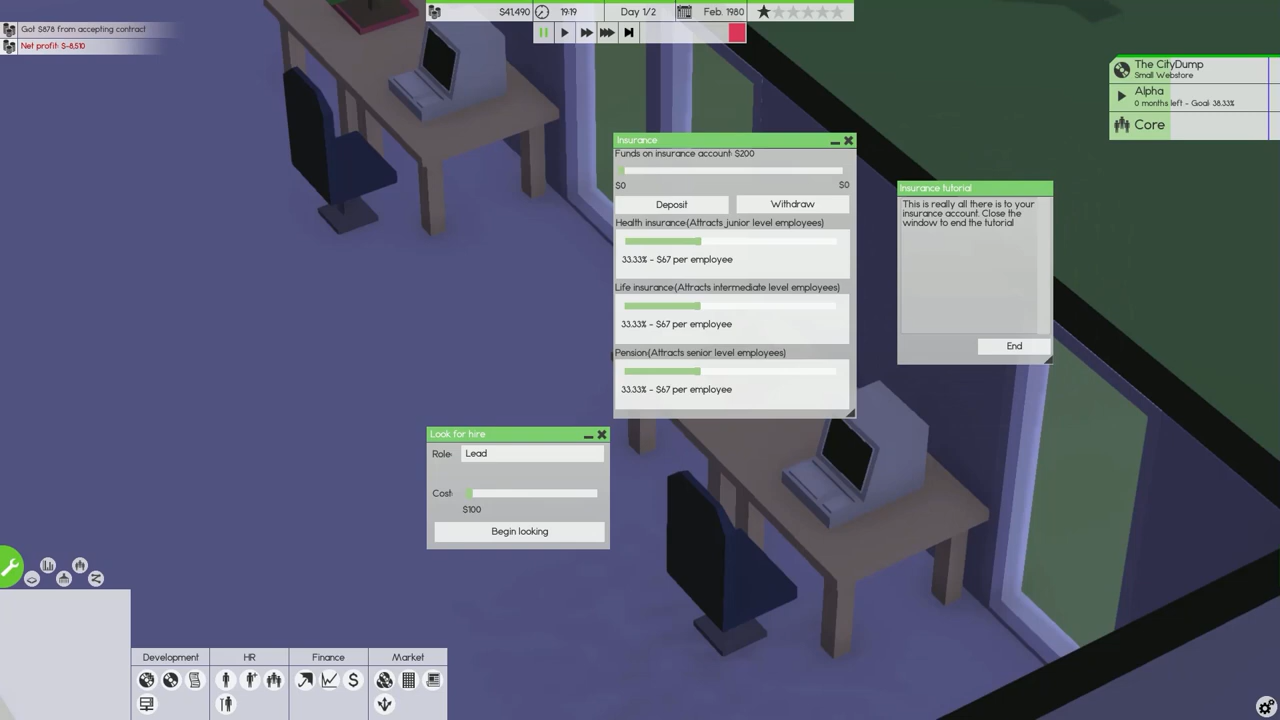 Got $878 from accepting contract
Net profit: $-8,510
$41,490
19:19
Day 1/2
Feb. 1980
The CityDump
Small Webstore
Alpha
0 months left - Goal: 38.33%
Core
Insurance
Funds on insurance account: $200
$0
$0
Deposit
Withdraw
Health insurance(Attracts junior level employees)
33.33% - $67 per employee
Life insurance(Attracts intermediate level employees)
33.33% - $67 per employee
Pension(Attracts senior level employees)
33.33% - $67 per employee
Insurance tutorial
This is really all there is to your
insurance account. Close the
window to end the tutorial
End
Look for hire
Role:
Lead
Cost:
$100
Begin looking
Development
HR
Finance
Market